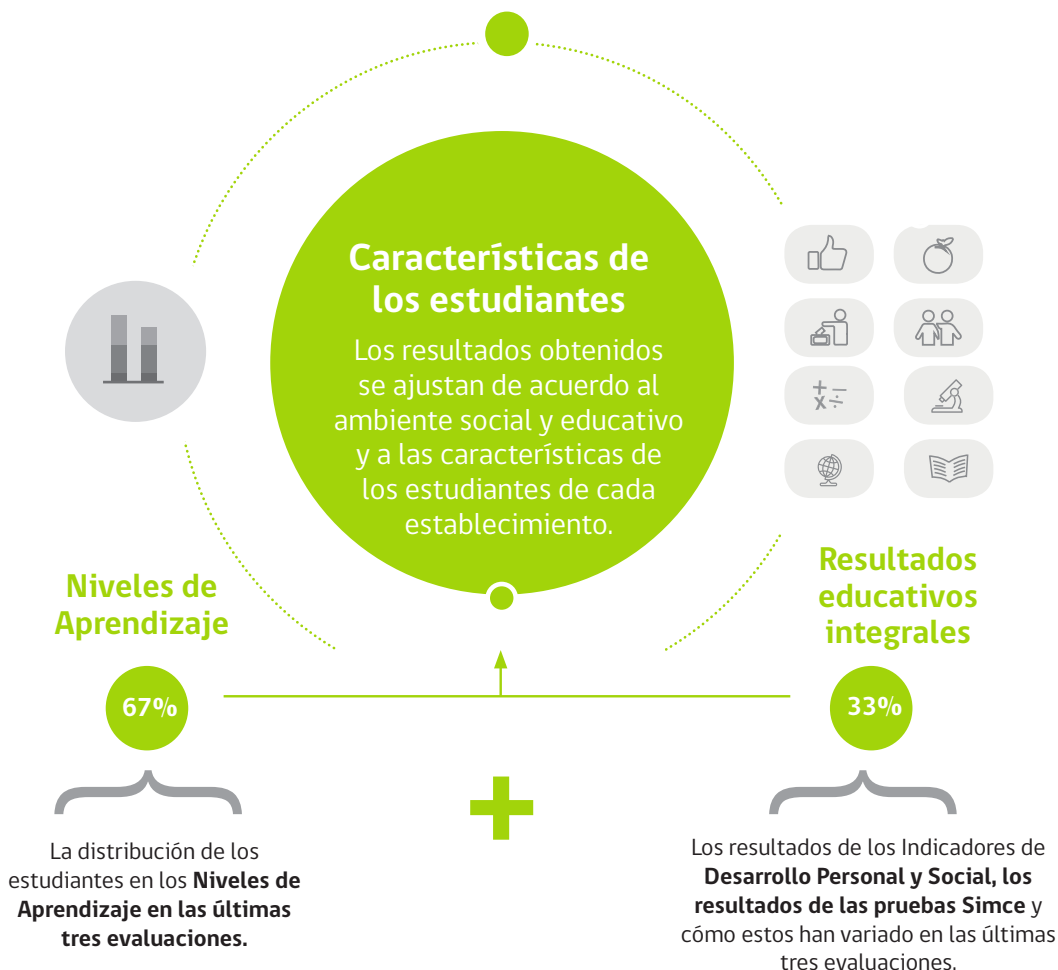 Características de
los estudiantes
Los resultados obtenidos
se ajustan de acuerdo al
ambiente social y educativo
y a las características de
los estudiantes de cada
establecimiento.
Niveles de
Aprendizaje
67%
La distribución de los
estudiantes en los Niveles de
Aprendizaje en las últimas
tres evaluaciones.
Resultados
educativos
integrales
33%
Los resultados de los Indicadores de
Desarrollo Personal y Social, los
resultados de las pruebas Simce y
cómo estos han variado en las últimas
tres evaluaciones.